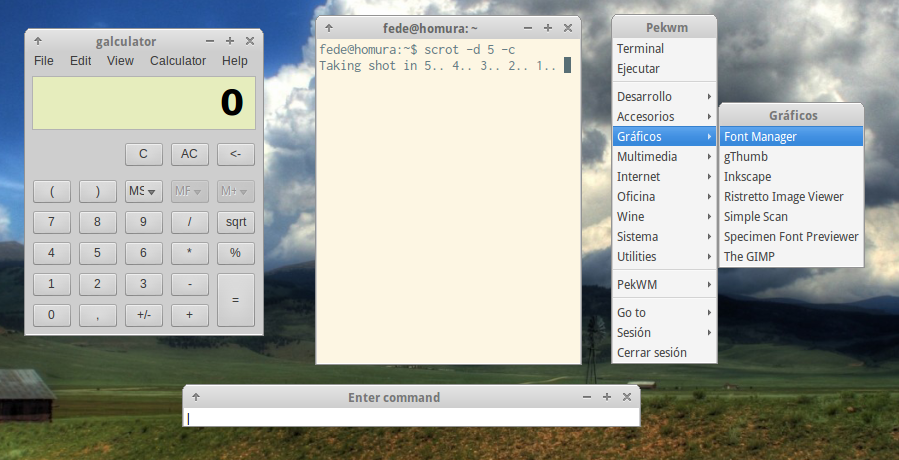 galculator
File Edit View Calculator Help
0
C AC <-
( ) MS MR M+
7 8 9 / sqrt
4 5 6 * %
1 2 3 -
=
0 , +/- +
fede@homura: ~
fede@homura:~$ scrot -d 5 -c
Taking shot in 5.. 4.. 3.. 2.. 1..
Pekwm
Terminal
Ejecutar
Desarrollo
Accesorios
Gráficos
Multimedia
Internet
Oficina
Wine
Sistema
Utilities
PekWM
Go to
Sesión
Cerrar sesión
Gráficos
Font Manager
gThumb
Inkscape
Ristretto Image Viewer
Simple Scan
Specimen Font Previewer
The GIMP
Enter command